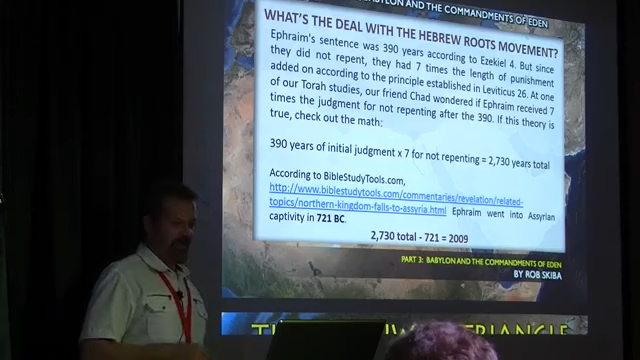 BABYLON AND THE COMMANDMENTS OF EDEN
WHAT'S THE DEAL WITH THE HEBREW ROOTS MOVEMENT?
Ephraim's sentence was 390 years according to Ezekiel 4. But since
they did not repent, they had 7 times the length of punishment
added on according to the principle established in Leviticus 26. At one
of our Torah studies, our friend Chad wondered if Ephraim received 7
times the judgment for not repenting after the 390. If this theory is
true, check out the math:
390 years of initial judgment x 7 for not repenting = 2,730 years total
According to BibleStudyTools.com,
http://www.biblestudytools.com/commentaries/revelation/related-
topics/northern-kingdom-falls-to-assyria.html Ephraim went into Assyrian
captivity in 721 BC.
2,730 total - 721 = 2009
PART 3: BABYLON AND THE COMMANDMENTS OF EDEN
BY ROB SKIBA